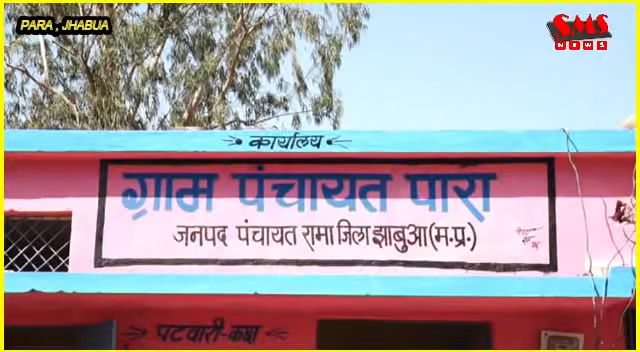 PARA , JHABUA
SMS
NEWS
कार्यालय
ग्राम पंचायत पारा
जनपद पंचायत रामा जिला झाबुआ (म.प्र.)
पटवारी-कक्ष